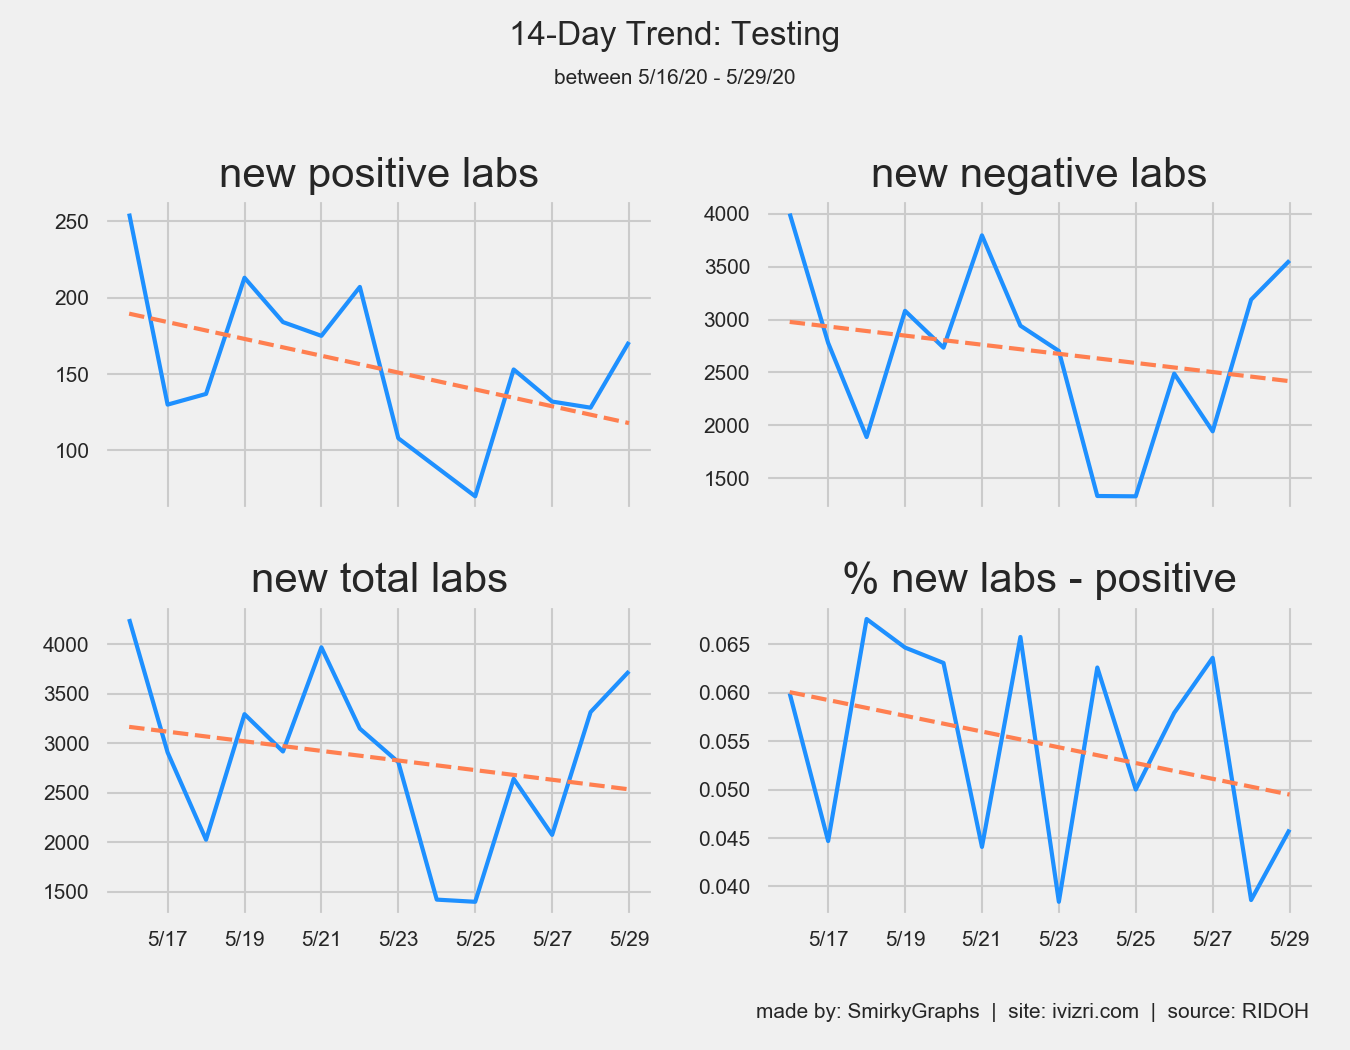 14-Day Trend: Testing
between 5/16/20 - 5/29/20
new positive labs
250
200
150
100
new negative labs
4000
3500
3000
2500
2000
1500
new total labs
4000
3500
3000
2500
2000
1500
5/17 5/19 5/21 5/23 5/25 5/27 5/29
% new labs - positive
0.065
0.060
0.055
0.050
0.045
0.040
5/17 5/19 5/21 5/23 5/25 5/27 5/29
made by: SmirkyGraphs | site: ivizri.com | source: RIDOH